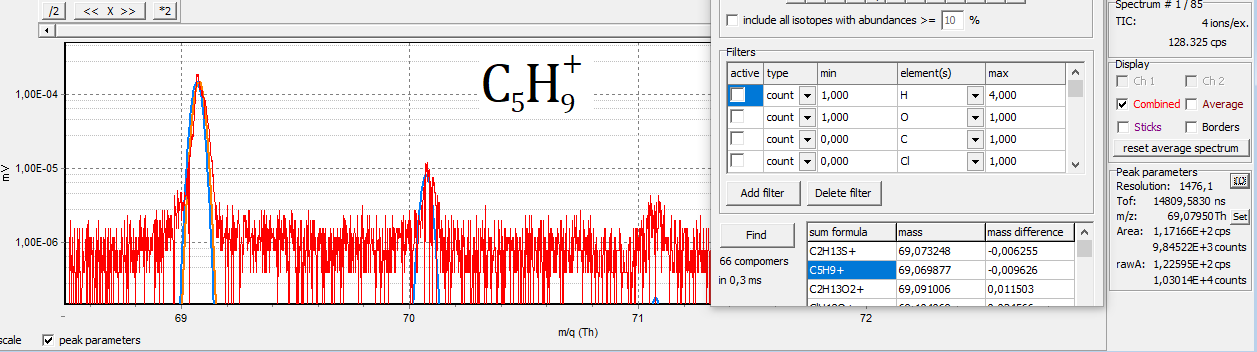 /2
<< X >>
*2
1,00E-04
1,00E-05
1,00E-06
mV
C5H9+
69
70
71
72
m/q (Th)
scale
peak parameters
include all isotopes with abundances >= 10 %
Filters
active type min element(s) max
count 1,000 H 4,000
count 1,000 O 1,000
count 0,000 C 1,000
count 0,000 Cl 1,000
Add filter
Delete filter
Find
66 compomers
in 0,3 ms
sum formula mass mass difference
C2H13S+ 69,073248 -0,006255
C5H9+ 69,069877 -0,009626
C2H13O2+ 69,091006 0,011503
Spectrum # 1 / 85
TIC: 4 ions/ex.
128.325 cps
Display
Ch 1 Ch 2
Combined Average
Sticks Borders
reset average spectrum
Peak parameters
Resolution: 1476,1
Tof: 14809,5830 ns
m/z: 69,07950 Th Set
Area: 1,17166E+2 cps
9,84522E+3 counts
rawA: 1,22595E+2 cps
1,03014E+4 counts